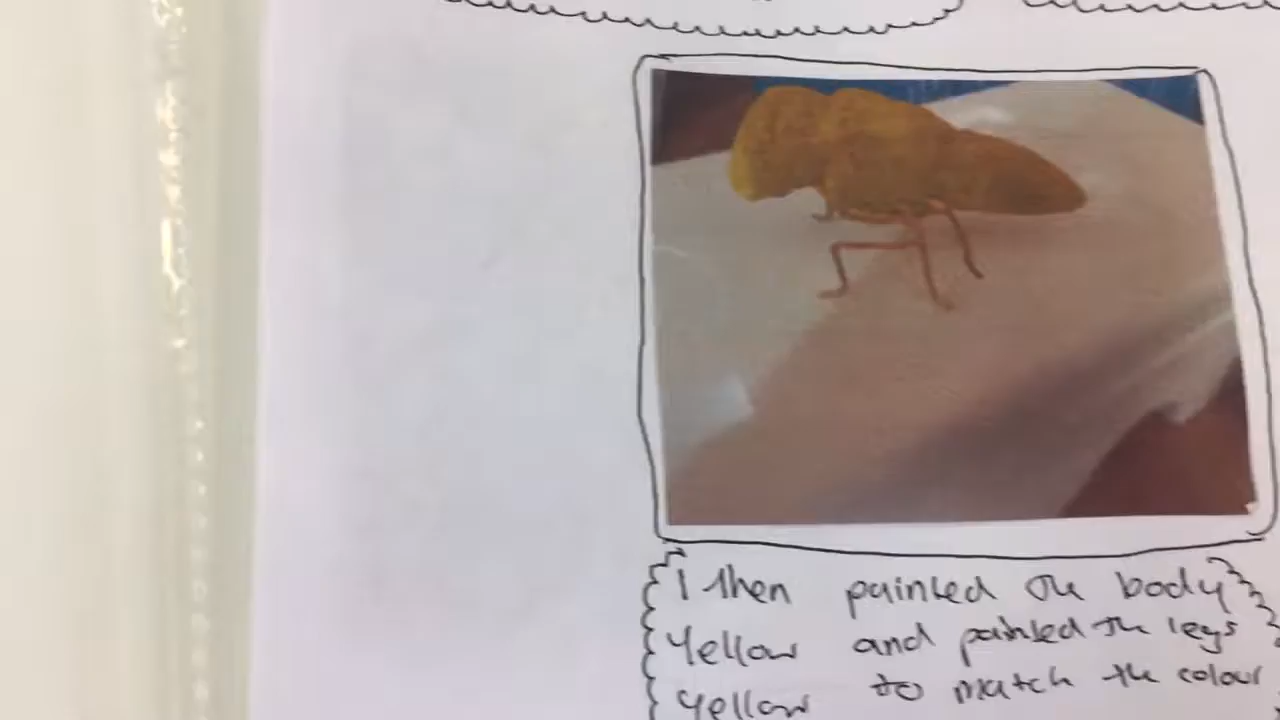 I then painted the body
Yellow and painted the legs
yellow to match the colour